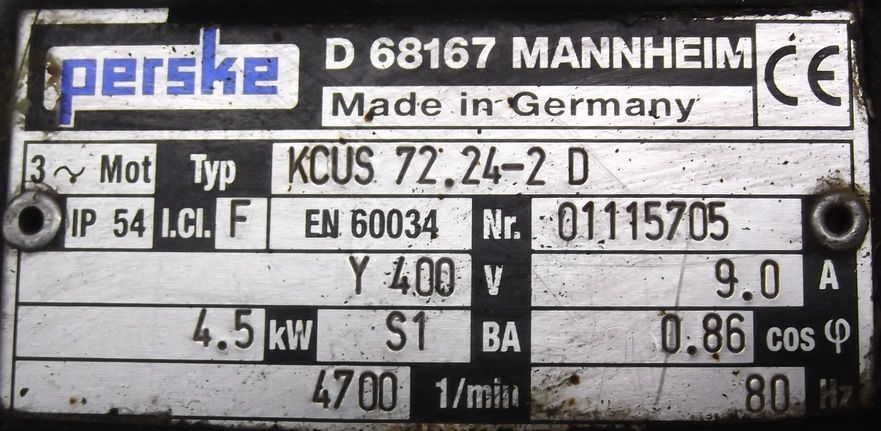 perske D 68167 MANNHEIM CE
Made in Germany
3 ~ Mot Typ KCUS 72.24-2 D
IP 54 I.Cl. F EN 60034 Nr. 01115705
Y 400 V 9.0 A
4.5 kW S1 BA 0.86 cos φ
4700 1/min 80 Hz